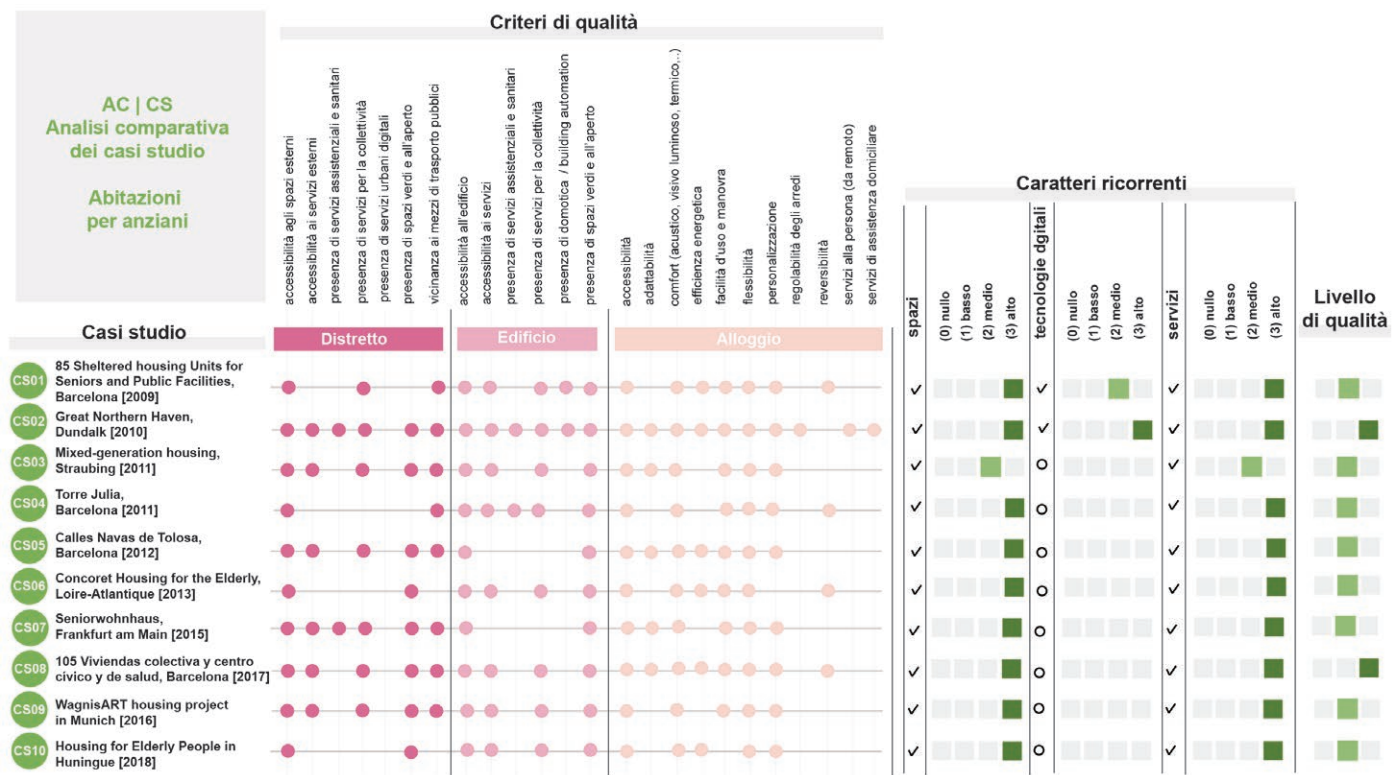 Criteri di qualità
AC | CS
Analisi comparativa
dei casi studio
Abitazioni
per anziani
accessibilità agli spazi esterni
accessibilità ai servizi esterni
presenza di servizi assistenziali e sanitari
presenza di servizi per la collettività
presenza di servizi urbani digitali
presenza di spazi verdi e all'aperto
vicinanza ai mezzi di trasporto pubblici
accessibilità all'edificio
accessibilità ai servizi
presenza di servizi assistenziali e sanitari
presenza di servizi per la collettività
presenza di domotica / building automation
presenza di spazi verdi e all'aperto
accessibilità
adattabilità
comfort (acustico, visivo luminoso, termico,..)
efficienza energetica
facilità d'uso e manovra
flessibilità
personalizzazione
regolabilità degli arredi
reversibilità
servizi alla persona (da remoto)
servizi di assistenza domiciliare
Caratteri ricorrenti
spazi
(0) nullo
(1) basso
(2) medio
(3) alto
tecnologie dgitali
(0) nullo
(1) basso
(2) medio
(3) alto
servizi
(0) nullo
(1) basso
(2) medio
(3) alto
Livello
di qualità
Casi studio
Distretto
Edificio
Alloggio
CS01
85 Sheltered housing Units for
Seniors and Public Facilities,
Barcelona [2009]
CS02
Great Northern Haven,
Dundalk [2010]
CS03
Mixed-generation housing,
Straubing [2011]
CS04
Torre Julia,
Barcelona [2011]
CS05
Calles Navas de Tolosa,
Barcelona [2012]
CS06
Concoret Housing for the Elderly,
Loire-Atlantique [2013]
CS07
Seniorwohnhaus,
Frankfurt am Main [2015]
CS08
105 Viviendas colectiva y centro
civico y de salud, Barcelona [2017]
CS09
WagnisART housing project
in Munich [2016]
CS10
Housing for Elderly People in
Huningue [2018]